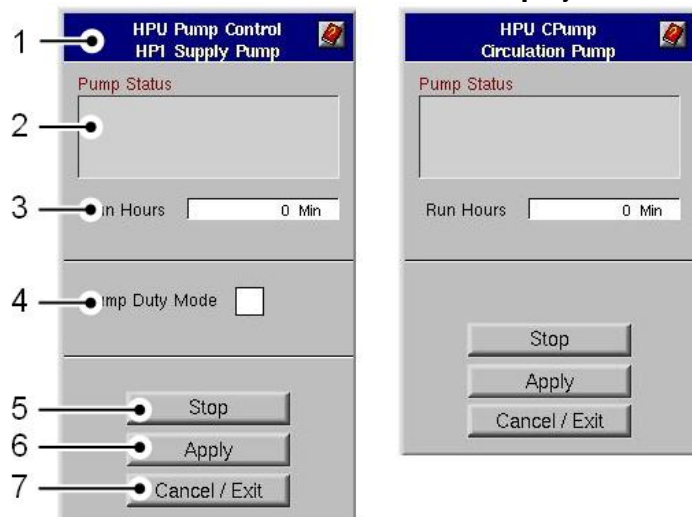 1
HPU Pump Control
HP1 Supply Pump
Pump Status
2
3
un Hours 0 Min
4
ump Duty Mode
5
Stop
6
Apply
7
Cancel / Exit
HPU CPump
Circulation Pump
Pump Status
Run Hours 0 Min
Stop
Apply
Cancel / Exit